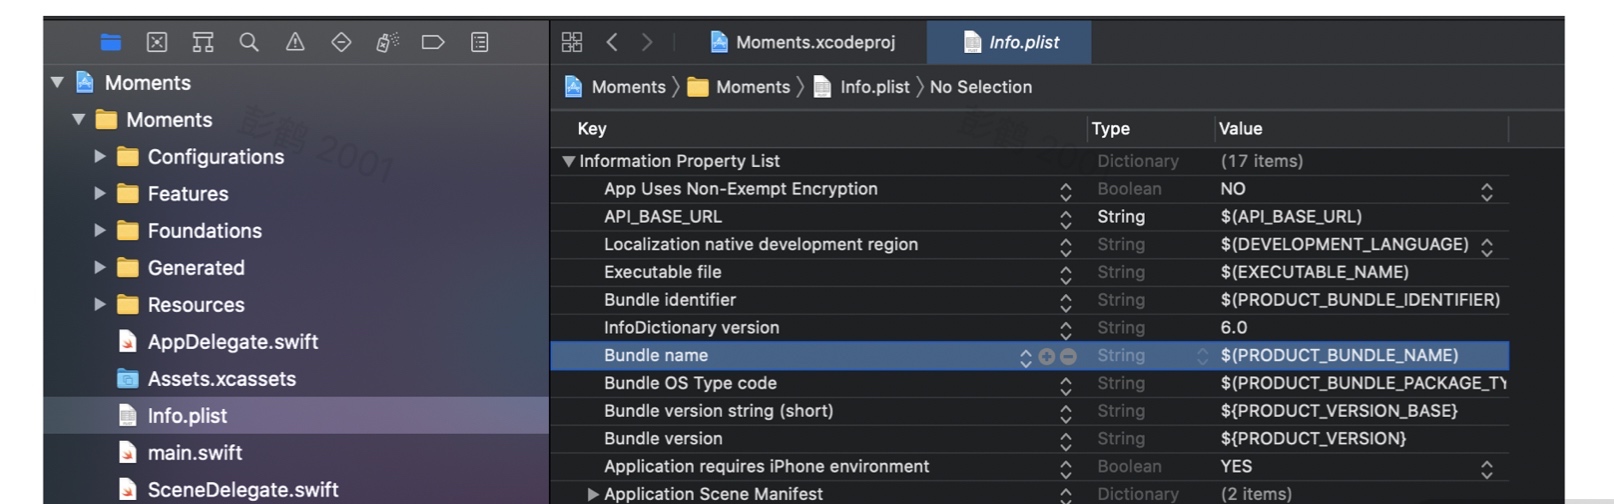 Moments.xcodeproj
Info.plist
Moments
Moments
Configurations
Features
Foundations
Generated
Resources
AppDelegate.swift
Assets.xcassets
Info.plist
main.swift
SceneDelegate.swift
彭鹤 2001
Moments 〉 Moments 〉 Info.plist 〉 No Selection
Key Type Value
Information Property List Dictionary (17 items)
App Uses Non-Exempt Encryption Boolean NO
API_BASE_URL String $(API_BASE_URL)
Localization native development region String $(DEVELOPMENT_LANGUAGE)
Executable file String $(EXECUTABLE_NAME)
Bundle identifier String $(PRODUCT_BUNDLE_IDENTIFIER)
InfoDictionary version String 6.0
Bundle name String $(PRODUCT_BUNDLE_NAME)
Bundle OS Type code String $(PRODUCT_BUNDLE_PACKAGE_TY
Bundle version string (short) String ${PRODUCT_VERSION_BASE}
Bundle version String ${PRODUCT_VERSION}
Application requires iPhone environment Boolean YES
Application Scene Manifest Dictionary (2 items)